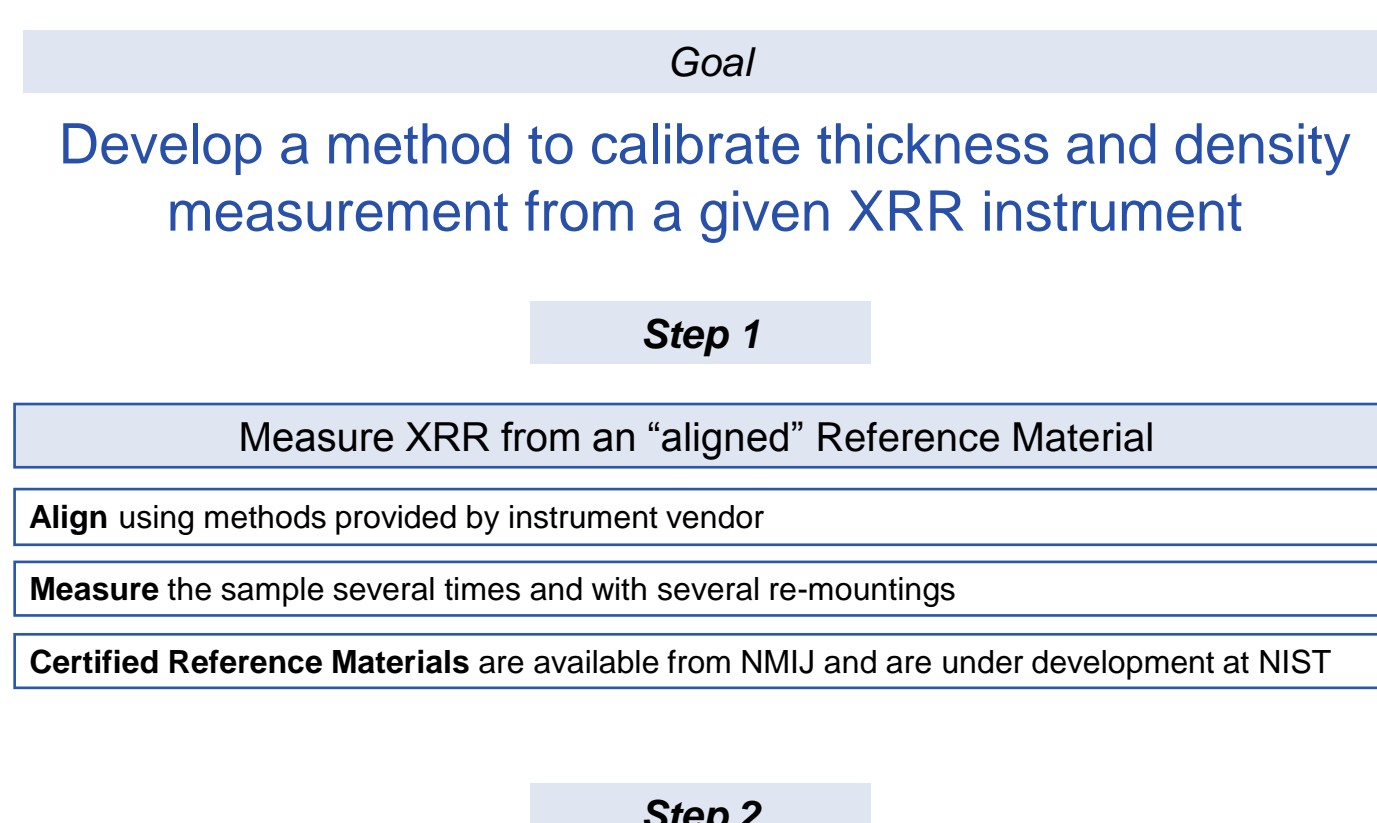 Goal
Develop a method to calibrate thickness and density
measurement from a given XRR instrument
Step 1
Measure XRR from an “aligned” Reference Material
Align using methods provided by instrument vendor
Measure the sample several times and with several re-mountings
Certified Reference Materials are available from NMIJ and are under development at NIST
Step 2